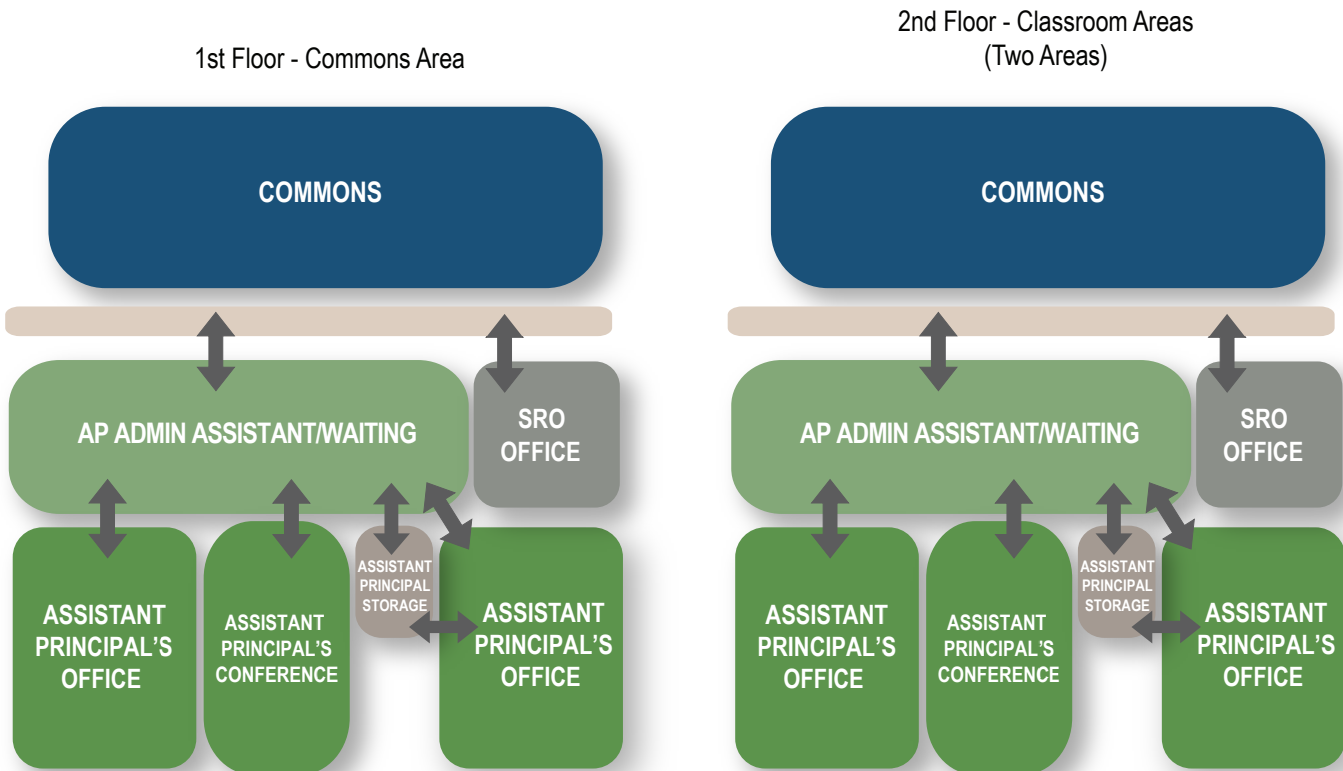 1st Floor - Commons Area
COMMONS
AP ADMIN ASSISTANT/WAITING
SRO
OFFICE
ASSISTANT
PRINCIPAL'S
OFFICE
ASSISTANT
PRINCIPAL'S
CONFERENCE
ASSISTANT
PRINCIPAL
STORAGE
ASSISTANT
PRINCIPAL'S
OFFICE
2nd Floor - Classroom Areas
(Two Areas)
COMMONS
AP ADMIN ASSISTANT/WAITING
SRO
OFFICE
ASSISTANT
PRINCIPAL'S
OFFICE
ASSISTANT
PRINCIPAL'S
CONFERENCE
ASSISTANT
PRINCIPAL
STORAGE
ASSISTANT
PRINCIPAL'S
OFFICE